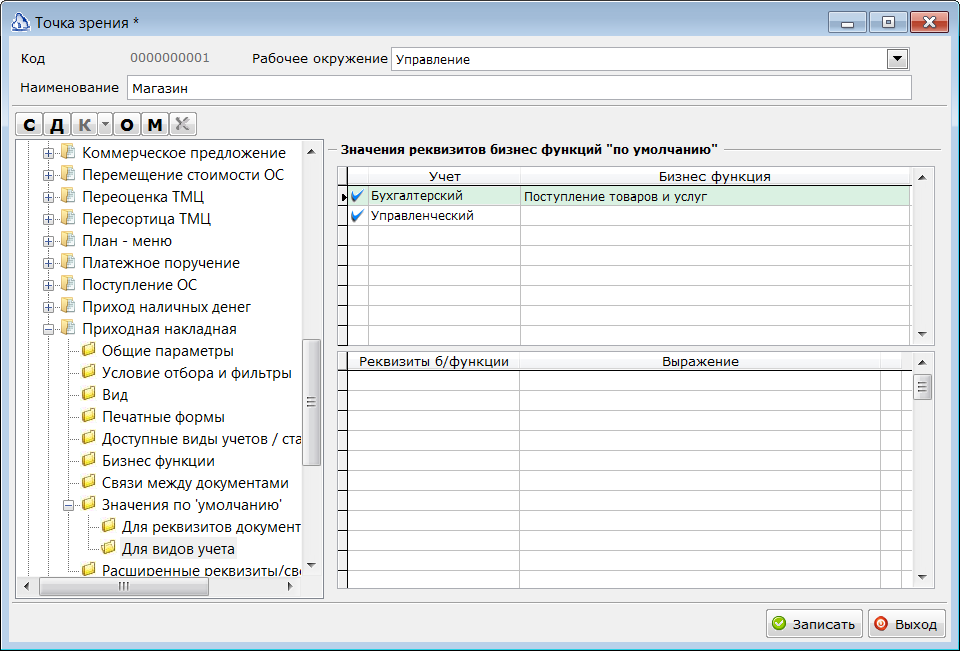 Точка зрения *
Код 0000000001 Рабочее окружение Управление
Наименование Магазин
С Д К О М
Коммерческое предложение
Перемещение стоимости ОС
Переоценка ТМЦ
Пересортица ТМЦ
План - меню
Платежное поручение
Поступление ОС
Приход наличных денег
Приходная накладная
Общие параметры
Условие отбора и фильтры
Вид
Печатные формы
Доступные виды учетов / ста
Бизнес функции
Связи между документами
Значения по 'умолчанию'
Для реквизитов документ
Для видов учета
Расширенные реквизиты/сво
Значения реквизитов бизнес функций "по умолчанию"
Учет Бизнес функция
Бухгалтерский Поступление товаров и услуг
Управленческий
Реквизиты б/функции Выражение
Записать Выход